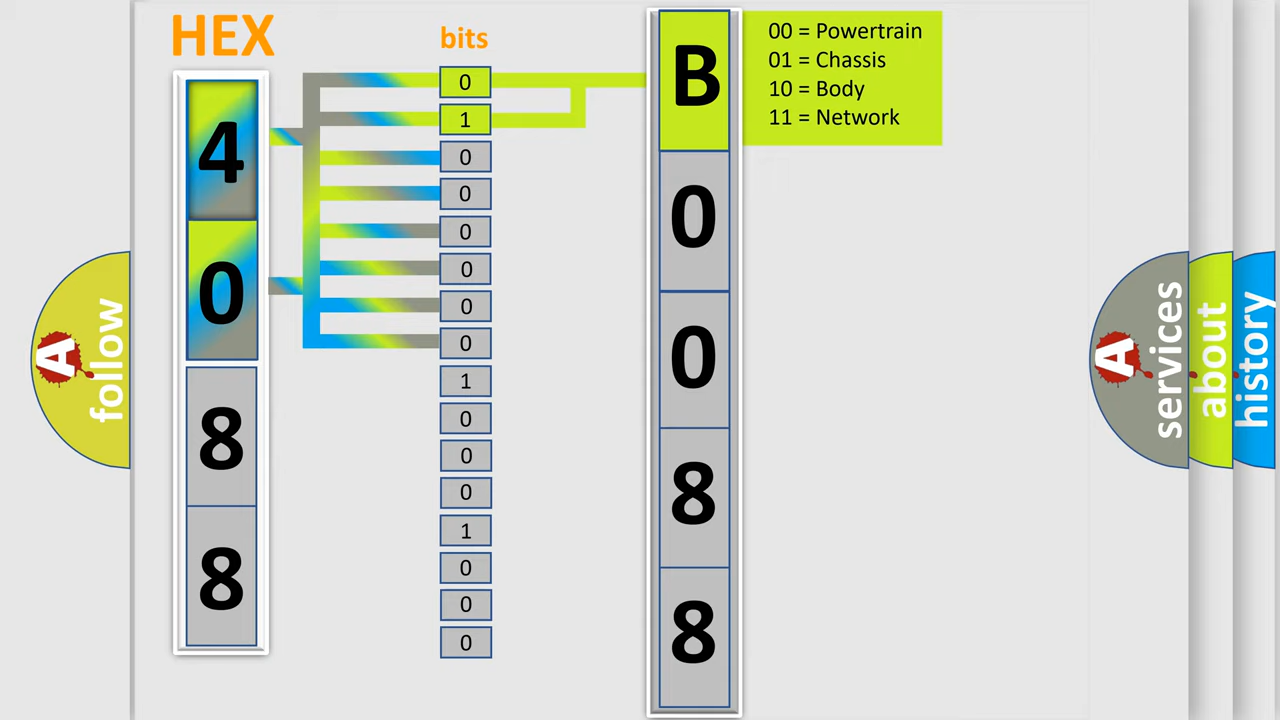 HEX
bits
4
0
8
8
0
1
0
0
0
0
0
0
1
0
0
0
1
0
0
0
B
0
0
8
8
00 = Powertrain
01 = Chassis
10 = Body
11 = Network
A
follow
A
services
about
history